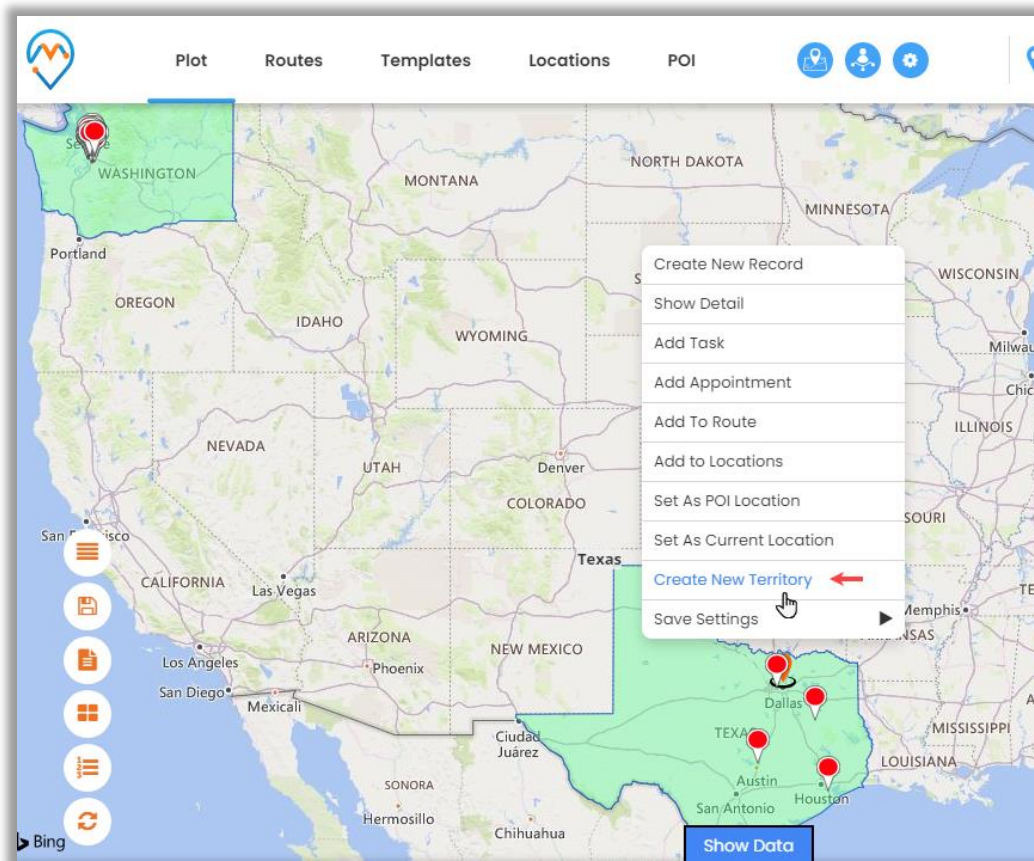 Plot Routes Templates Locations POI
WASHINGTON
MONTANA
NORTH DAKOTA
MINNESOTA
Portland
OREGON
IDAHO
WYOMING
WISCONSIN
Create New Record
Show Detail
Add Task
Add Appointment
Add To Route
Add to Locations
Set As POI Location
Set As Current Location
Create New Territory
Save Settings
NEVADA
UTAH
Denver
COLORADO
ILLINOIS
Texas
CALIFORNIA
Las Vegas
Memphis
ARIZONA
NEW MEXICO
Los Angeles
Phoenix
San Diego
Mexicali
Dallas
Ciudad
Juárez
MISSISSIPPI
LOUISIANA
SONORA
Austin
Hermosillo
San Antonio
Houston
Chihuahua
Bing
Show Data